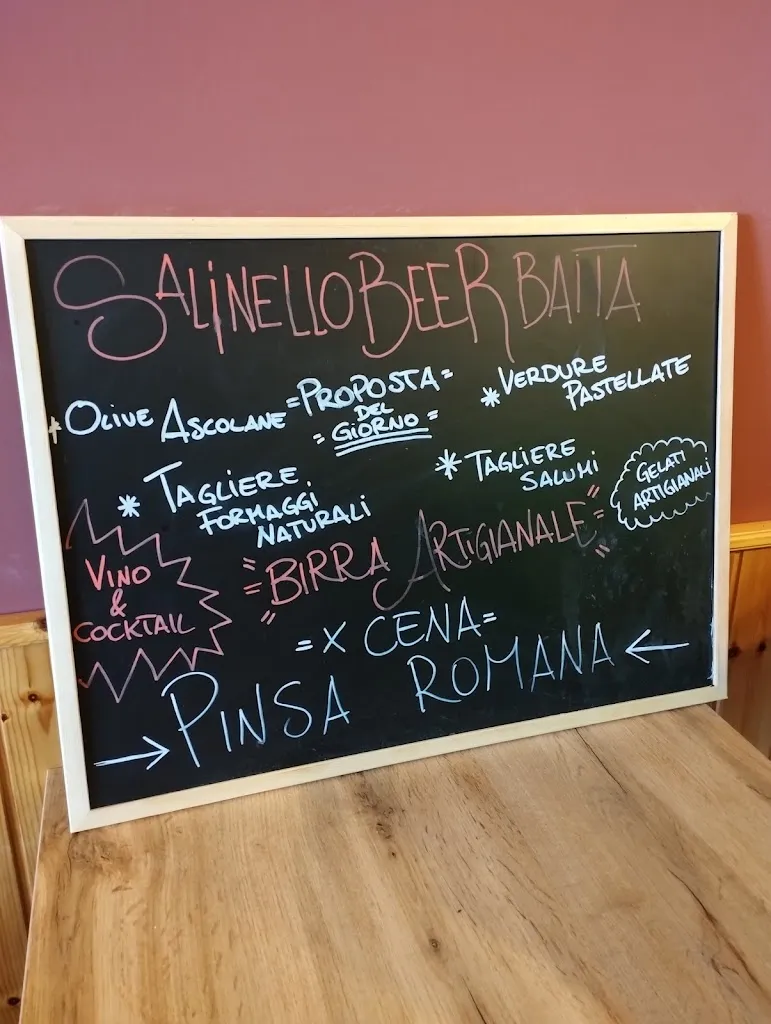 SALINELLO BEER BAITA
=PROPOSTA=
DEL
=GIORNO=
* OLIVE ASCOLANE
* VERDURE
PASTELLATE
* TAGLIERE
FORMAGGI
NATURALI
* TAGLIERE
SALUMI
GELATI
ARTIGIANALI
VINO
&
COCKTAIL
=BIRRA ARTIGIANALE=
=X CENA=
→ PINSA ROMANA ←